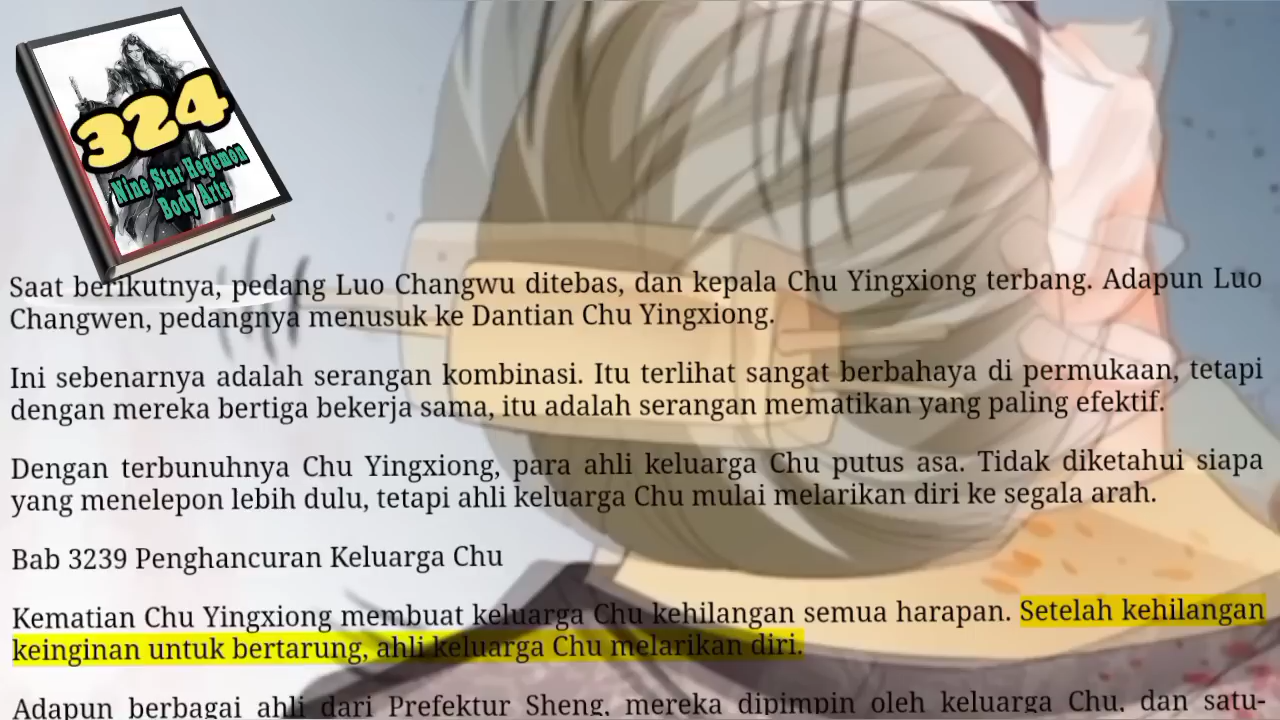 324
Nine Star Hegemon
Body Arts
Saat berikutnya, pedang Luo Changwu ditebas, dan kepala Chu Yingxiong terbang. Adapun Luo
Changwen, pedangnya menusuk ke Dantian Chu Yingxiong.
Ini sebenarnya adalah serangan kombinasi. Itu terlihat sangat berbahaya di permukaan, tetapi
dengan mereka bertiga bekerja sama, itu adalah serangan mematikan yang paling efektif.
Dengan terbunuhnya Chu Yingxiong, para ahli keluarga Chu putus asa. Tidak diketahui siapa
yang menelepon lebih dulu, tetapi ahli keluarga Chu mulai melarikan diri ke segala arah.
Bab 3239 Penghancuran Keluarga Chu
Kematian Chu Yingxiong membuat keluarga Chu kehilangan semua harapan. Setelah kehilangan
keinginan untuk bertarung, ahli keluarga Chu melarikan diri.
Adapun berbagai ahli dari Prefektur Sheng, mereka dipimpin oleh keluarga Chu, dan satu-